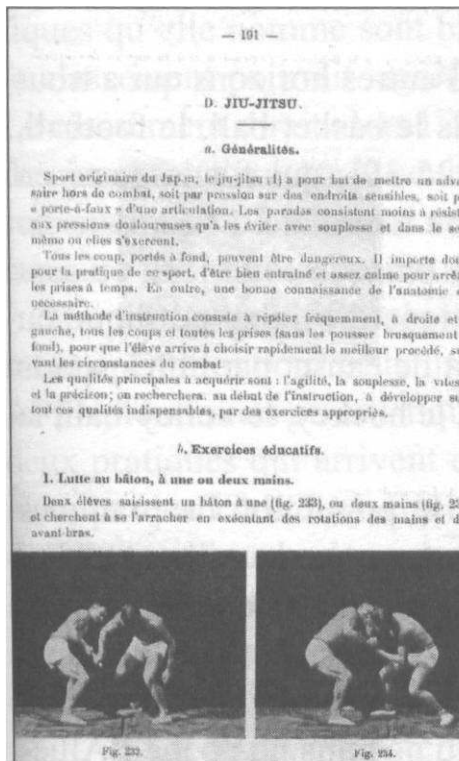 — 191 —
D. JIU-JITSU.
a. Généralités.
Sport originaire du Japon, le jiu-jitsu (1) a pour but de mettre un adve
saire hors de combat, soit par pression sur des endroits sensibles, soit p
« porte-à-faux » d'une articulation. Les parades consistent moins à résist
aux pressions douloureuses qu'à les éviter avec souplesse et dans le se
même où elles s'exercent.
Tous les coup, portés à fond, peuvent être dangereux. Il importe do
pour la pratique de ce sport, d'être bien entraîné et assez calme pour arrê
les prises à temps. En outre, une bonne connaissance de l'anatomie
nécessaire.
La méthode d'instruction consiste à répéter fréquemment, à droite et
gauche, tous les coups et toutes les prises (sans les pousser brusquement
fond), pour que l'élève arrive à choisir rapidement le meilleur procédé, su
vant les circonstances du combat
Les qualités principales à acquérir sont : l'agilité, la souplesse, la vites
et la précision; on recherchera, au début de l'instruction, à développer su
tout ces qualités indispensables, par des exercices appropriés.
b. Exercices éducatifs.
1. Lutte au bâton, à une ou deux mains.
Deux élèves saisissent un bâton à une (fig. 233), ou deux mains (fig. 23
et cherchent à se l'arracher en exécutant des rotations des mains et d
avant bras.
Fig. 233.
Fig. 234.